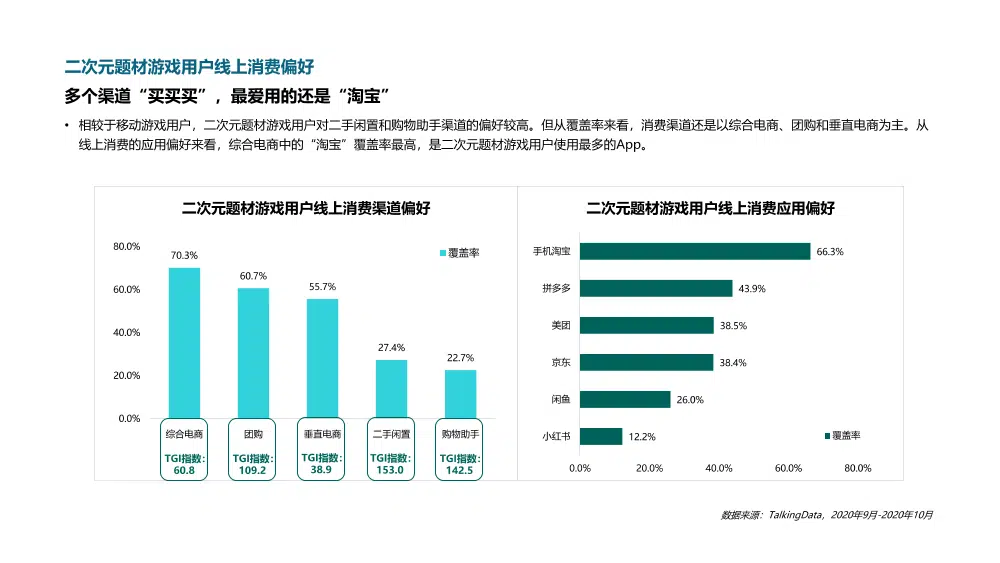 二次元题材游戏用户线上消费偏好
多个渠道“买买买”，最爱用的还是“淘宝”
• 相较于移动游戏用户，二次元题材游戏用户对二手闲置和购物助手渠道的偏好较高。但从覆盖率来看，消费渠道还是以综合电商、团购和垂直电商为主。从
线上消费的应用偏好来看，综合电商中的“淘宝”覆盖率最高，是二次元题材游戏用户使用最多的App。
二次元题材游戏用户线上消费渠道偏好
覆盖率
80.0%
60.0%
40.0%
20.0%
0.0%
70.3%
60.7%
55.7%
27.4%
22.7%
综合电商
TGI指数：
60.8
团购
TGI指数：
109.2
垂直电商
TGI指数：
38.9
二手闲置
TGI指数：
153.0
购物助手
TGI指数：
142.5
二次元题材游戏用户线上消费应用偏好
手机淘宝 66.3%
拼多多 43.9%
美团 38.5%
京东 38.4%
闲鱼 26.0%
小红书 12.2%
覆盖率
0.0% 20.0% 40.0% 60.0% 80.0%
数据来源：TalkingData，2020年9月-2020年10月